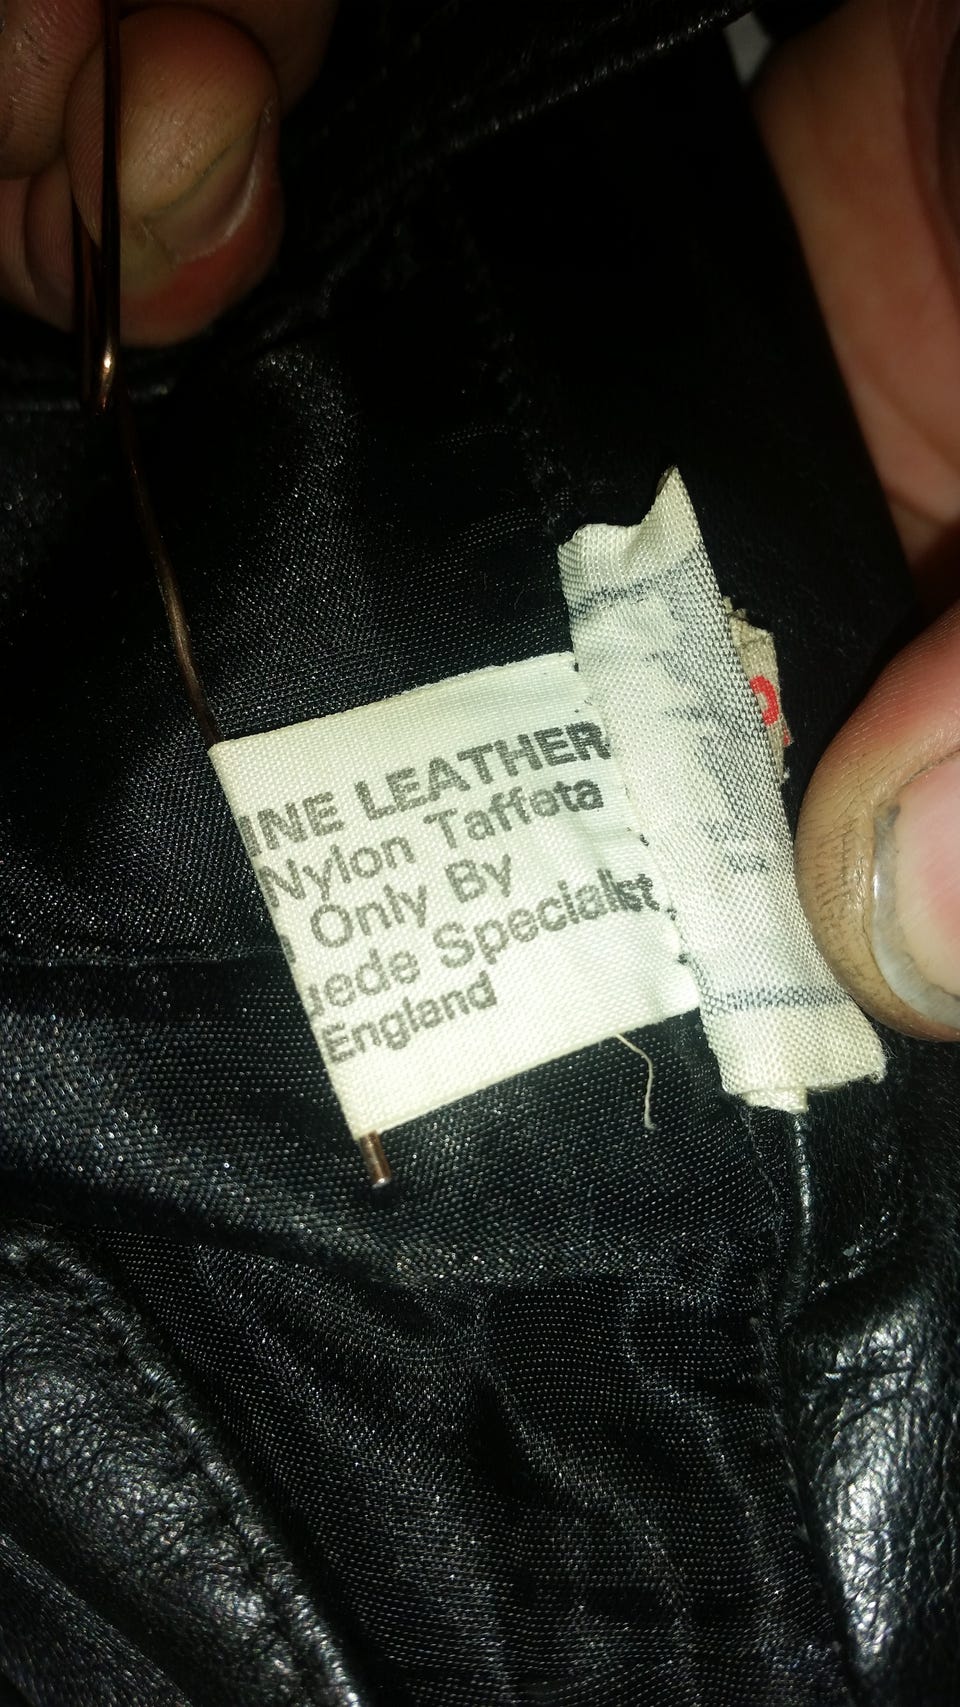 INE LEATHER
Nylon Taffeta
Only By
uede Specialist
England